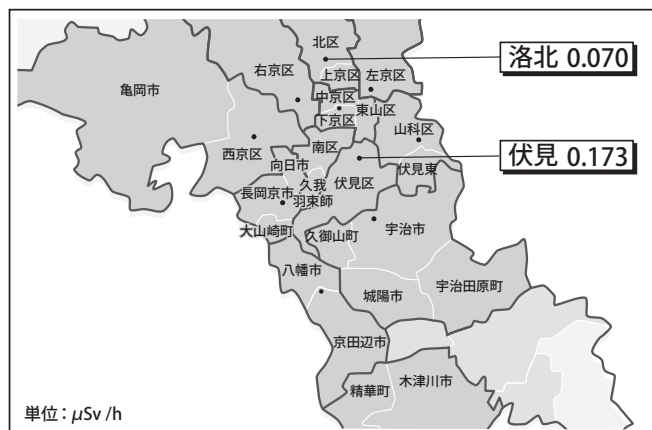 北区
洛北 0.070
上京区
左京区
右京区
亀岡市
中京区
東山区
下京区
山科区
西京区
南区
伏見 0.173
向日市
伏見東
伏見区
久我
羽束師
長岡京市
大山崎町
久御山町
宇治市
八幡市
宇治田原町
城陽市
京田辺市
精華町
木津川市
単位:μSv /h